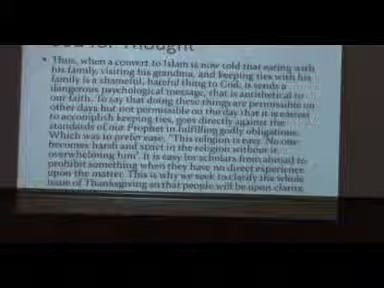 Food for Thought
Thus, when a convert to Islam is now told that eating with
his family, visiting his grandma, and keeping ties with his
family is a shameful, hateful thing to God, is sends a
dangerous psychological message, that is antithetical to
our faith. To say that doing these things are permissible on
other days but not permissible on the day that it is easiest
to accomplish keeping ties, goes directly against the
standards of our Prophet in fulfilling godly obligations.
Which was to prefer ease. "This religion is easy. No one
becomes harsh and strict in the religion without it
overwhelming him". It is easy for scholars from abroad to
prohibit something when they have no direct experience
upon the matter. This is why we seek to clarify the whole
issue of Thanksgiving so that people will be upon clarity.